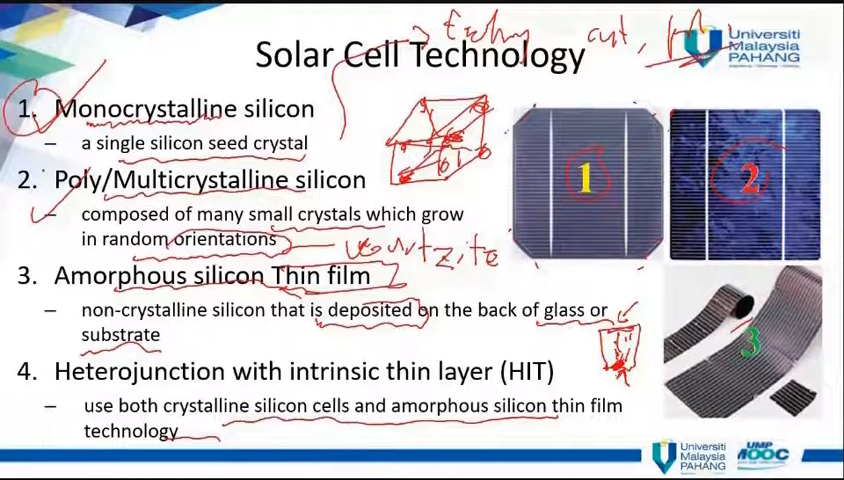 Solar Cell Technology
Universiti
Malaysia
PAHANG
1. Monocrystalline silicon
– a single silicon seed crystal
2. Poly/Multicrystalline silicon
– composed of many small crystals which grow
in random orientations
wurtzite
3. Amorphous silicon Thin film
– non-crystalline silicon that is deposited on the back of glass or
substrate
4. Heterojunction with intrinsic thin layer (HIT)
– use both crystalline silicon cells and amorphous silicon thin film
technology
1
2
3
Universiti
Malaysia
PAHANG
UMP
MOOC